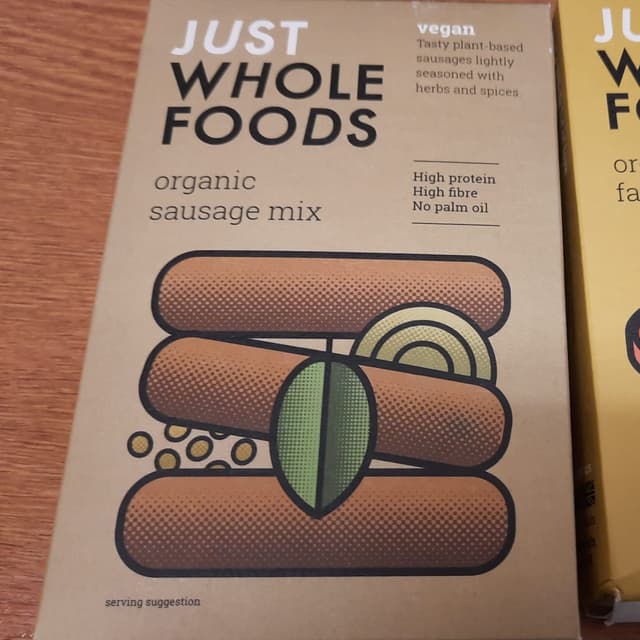 JUST
WHOLE
FOODS
organic
sausage mix
vegan
Tasty plant-based
sausages lightly
seasoned with
herbs and spices
High protein
High fibre
No palm oil
serving suggestion